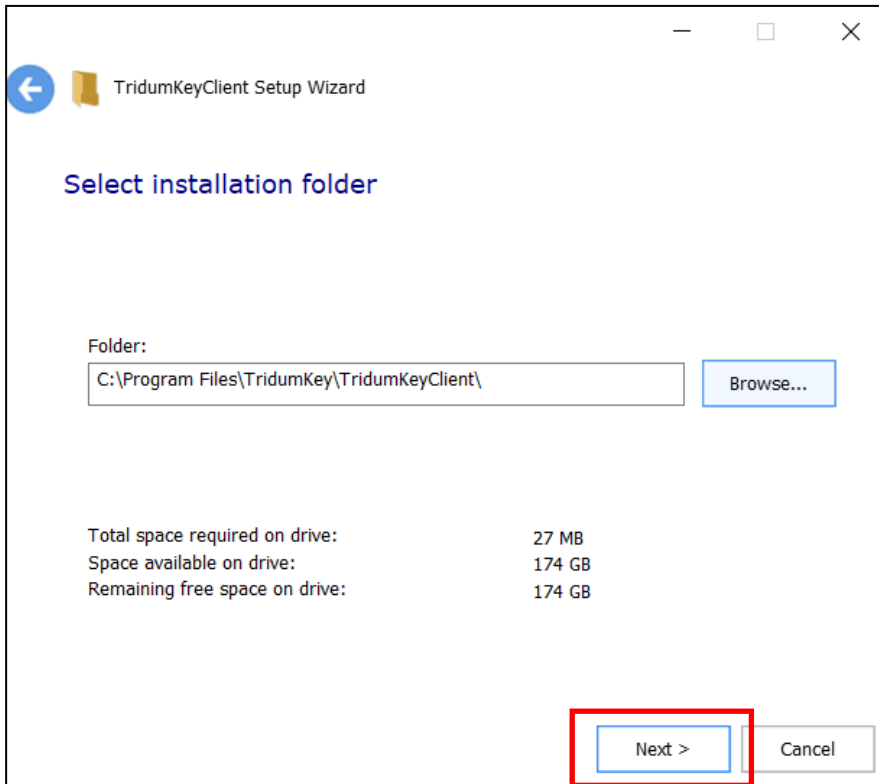 TridumKeyClient Setup Wizard
Select installation folder
Folder:
C:\Program Files\TridumKey\TridumKeyClient\
Browse...
Total space required on drive: 27 MB
Space available on drive: 174 GB
Remaining free space on drive: 174 GB
Next > Cancel